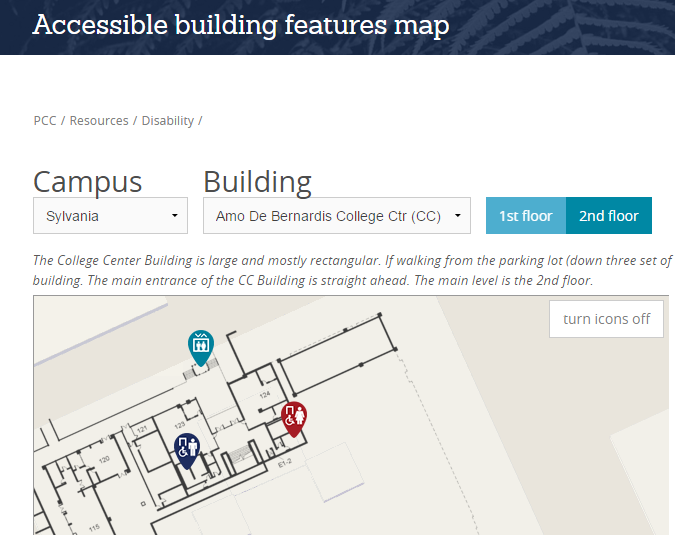 Accessible building features map
PCC / Resources / Disability /
Campus Building
Sylvania Amo De Bernardis College Ctr (CC) 1st floor 2nd floor
The College Center Building is large and mostly rectangular. If walking from the parking lot (down three set of
building. The main entrance of the CC Building is straight ahead. The main level is the 2nd floor.
turn icons off
124
123
121
120
E1-2
115